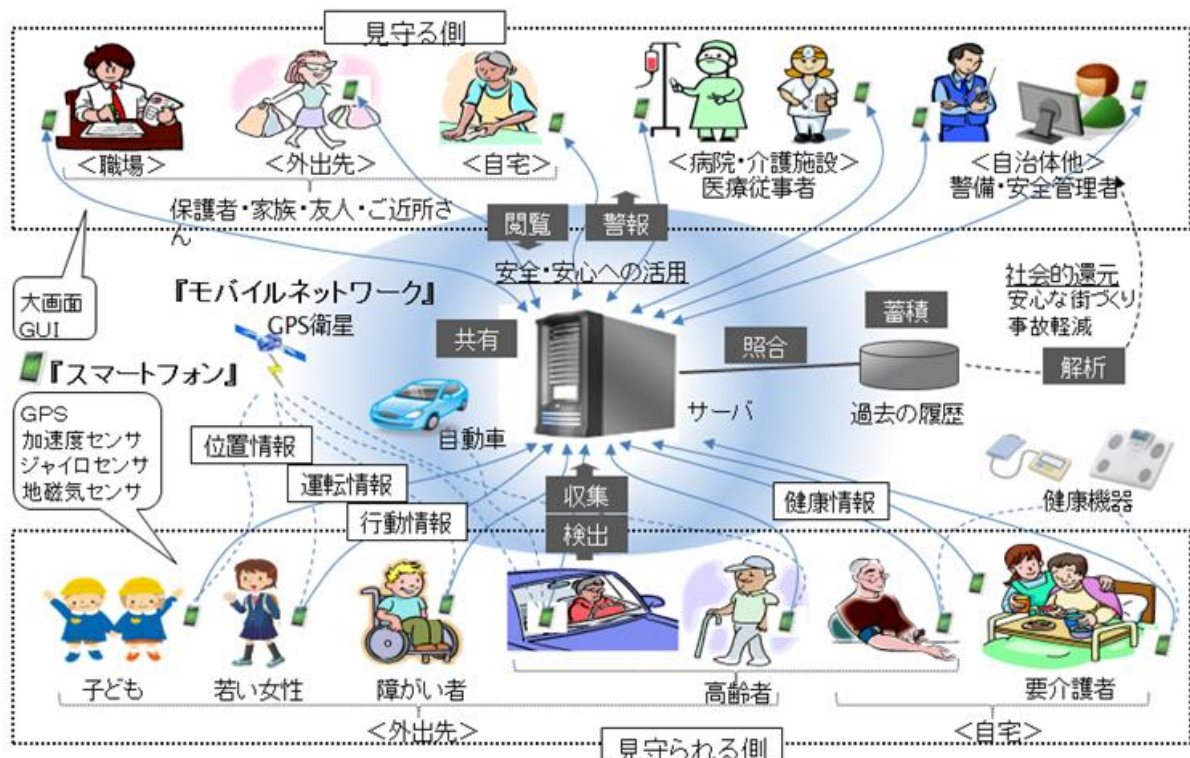 見守る側
<職場>
<外出先>
<自宅>
<病院・介護施設>
医療従事者
<自治体他>
警備・安全管理者
保護者・家族・友人・ご近所さ
ん
閲覧
警報
安全・安心への活用
大画面
GUI
『モバイルネットワーク』
GPS衛星
社会的還元
安心な街づくり
事故軽減
共有
照合
蓄積
解析
『スマートフォン』
サーバ
過去の履歴
自動車
GPS
加速度センサ
ジャイロセンサ
地磁気センサ
位置情報
運転情報
行動情報
収集
検出
健康情報
健康機器
子ども
若い女性
障がい者
高齢者
要介護者
<外出先>
<自宅>
見守られる側